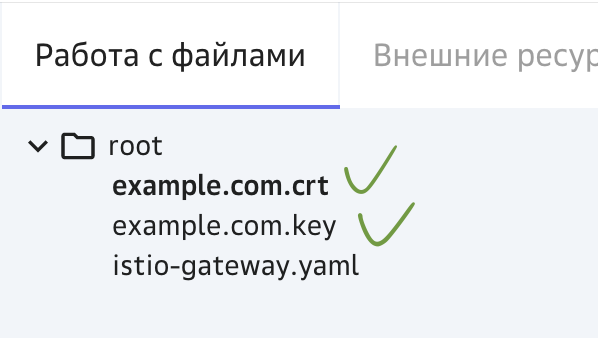 Работа с файлами
Внешние ресур
root
example.com.crt
example.com.key
istio-gateway.yaml